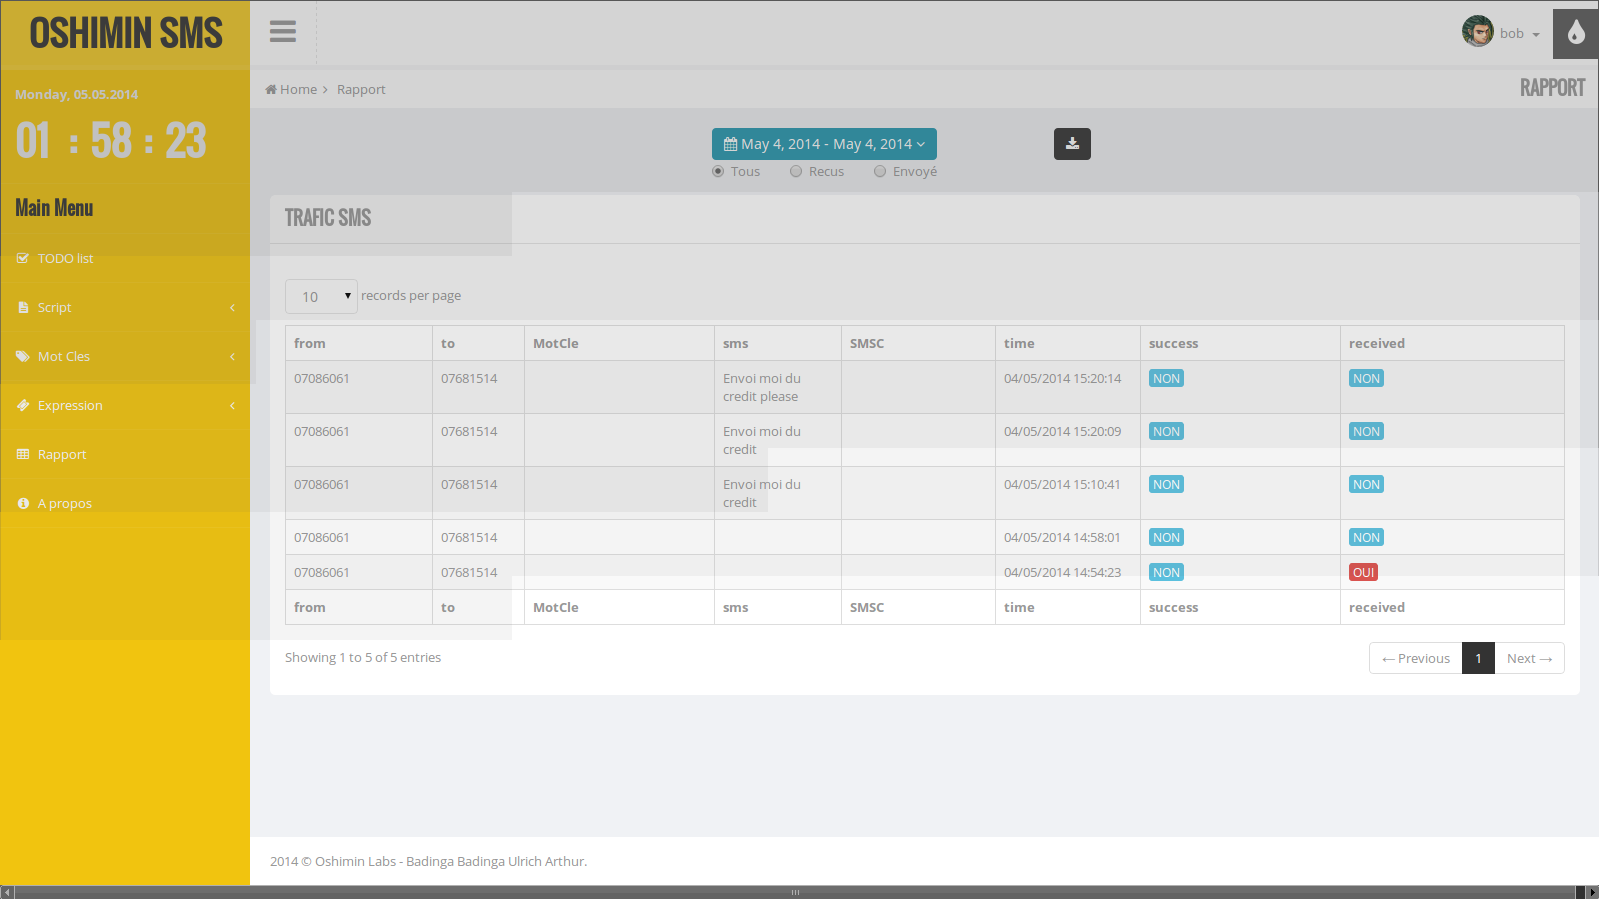 OSHIMIN SMS
bob
Monday, 05.05.2014
01 : 58 : 23
Main Menu
TODO list
Script
Mot Cles
Expression
Rapport
A propos
Home > Rapport
RAPPORT
May 4, 2014 - May 4, 2014
Tous Recus Envoyé
TRAFIC SMS
10 records per page
from to MotCle sms SMSC time success received
07086061 07681514 Envoi moi du credit please 04/05/2014 15:20:14 NON NON
07086061 07681514 Envoi moi du credit 04/05/2014 15:20:09 NON NON
07086061 07681514 Envoi moi du credit 04/05/2014 15:10:41 NON NON
07086061 07681514 04/05/2014 14:58:01 NON NON
07086061 07681514 04/05/2014 14:54:23 NON OUI
from to MotCle sms SMSC time success received
Showing 1 to 5 of 5 entries
← Previous 1 Next →
2014 © Oshimin Labs - Badinga Badinga Ulrich Arthur.